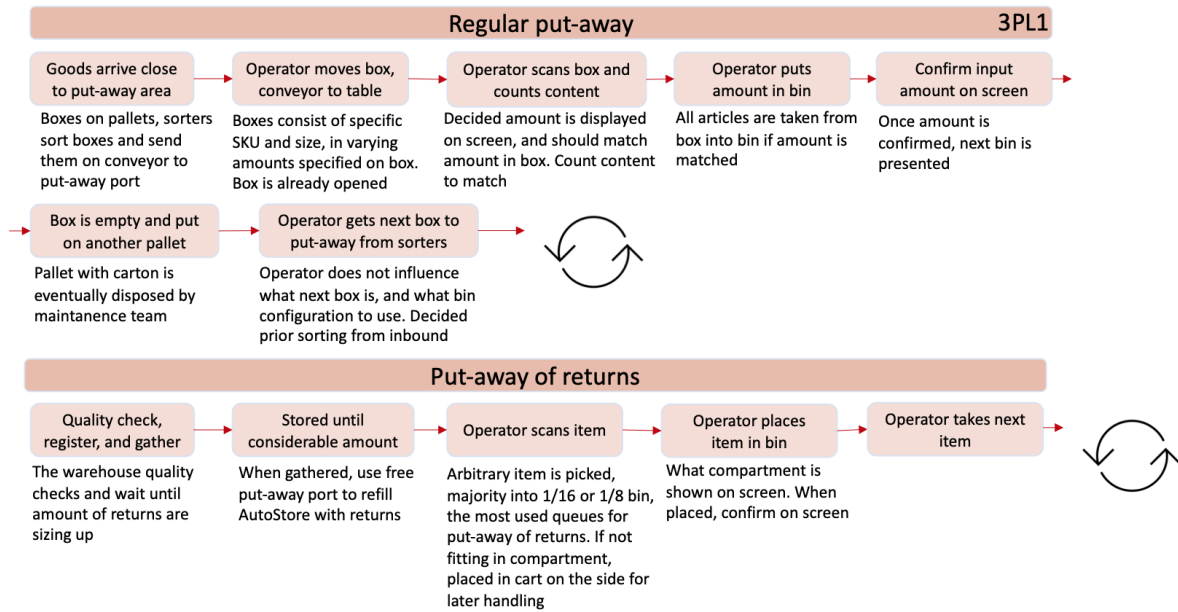 Regular put-away
3PL1
Goods arrive close
to put-away area
Boxes on pallets, sorters
sort boxes and send
them on conveyor to
put-away port
Operator moves box,
conveyor to table
Boxes consist of specific
SKU and size, in varying
amounts specified on box.
Box is already opened
Operator scans box and
counts content
Decided amount is displayed
on screen, and should match
amount in box. Count content
to match
Operator puts
amount in bin
All articles are taken from
box into bin if amount is
matched
Confirm input
amount on screen
Once amount is
confirmed, next bin is
presented
Box is empty and put
on another pallet
Pallet with carton is
eventually disposed by
maintanence team
Operator gets next box to
put-away from sorters
Operator does not influence
what next box is, and what bin
configuration to use. Decided
prior sorting from inbound
Put-away of returns
Quality check,
register, and gather
The warehouse quality
checks and wait until
amount of returns are
sizing up
Stored until
considerable amount
When gathered, use free
put-away port to refill
AutoStore with returns
Operator scans item
Arbitrary item is picked,
majority into 1/16 or 1/8 bin,
the most used queues for
put-away of returns. If not
fitting in compartment,
placed in cart on the side for
later handling
Operator places
item in bin
What compartment is
shown on screen. When
placed, confirm on screen
Operator takes next
item